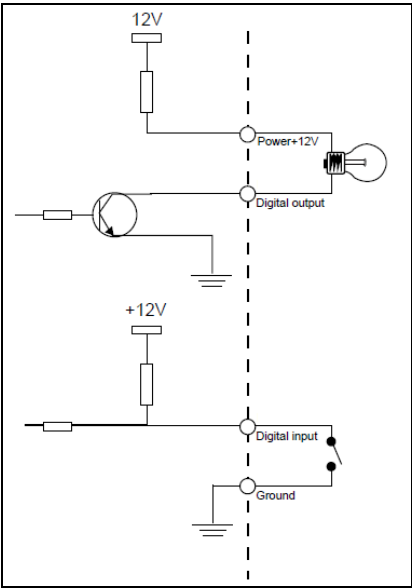 12V
Power+12V
Digital output
+12V
Digital input
Ground